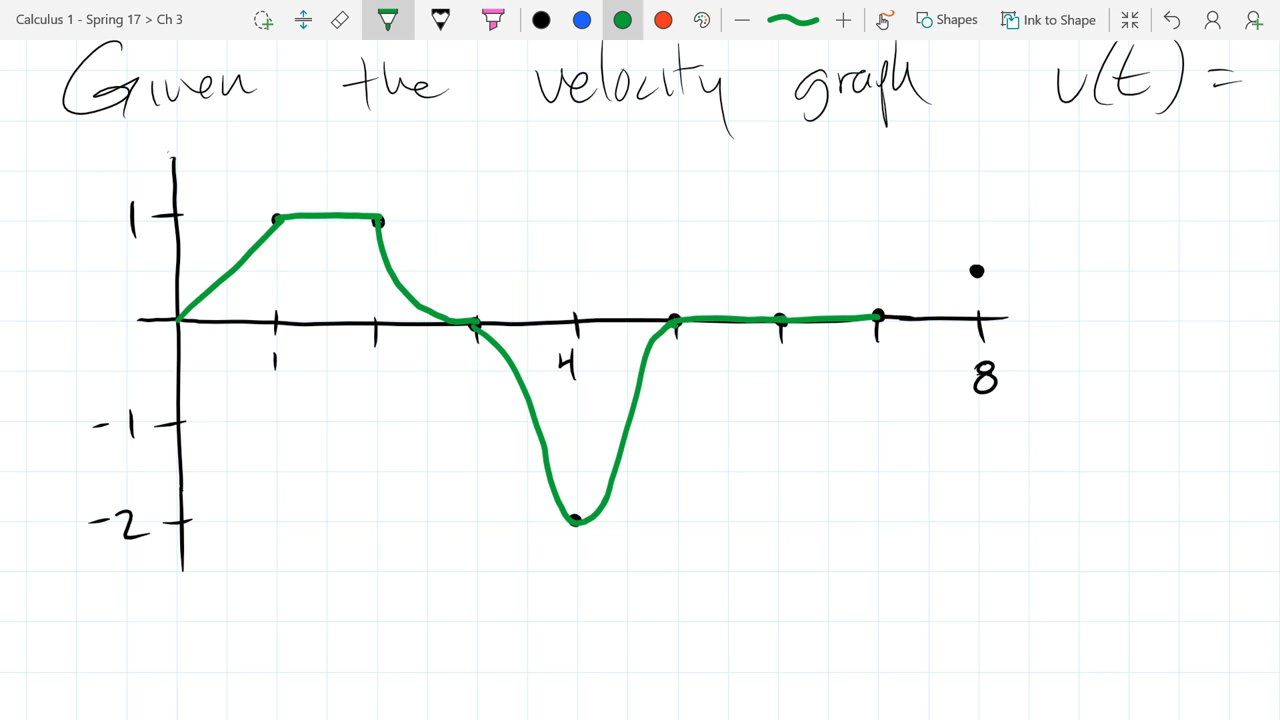 Calculus 1 - Spring 17 > Ch 3
Shapes
Ink to Shape
Given the velocity graph v(t) =
1
1
4
8
-1
-2